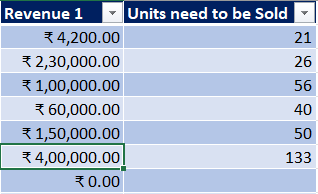 Revenue 1 Units need to be Sold
₹ 4,200.00 21
₹ 2,30,000.00 26
₹ 1,00,000.00 56
₹ 60,000.00 40
₹ 1,50,000.00 50
₹ 4,00,000.00 133
₹ 0.00